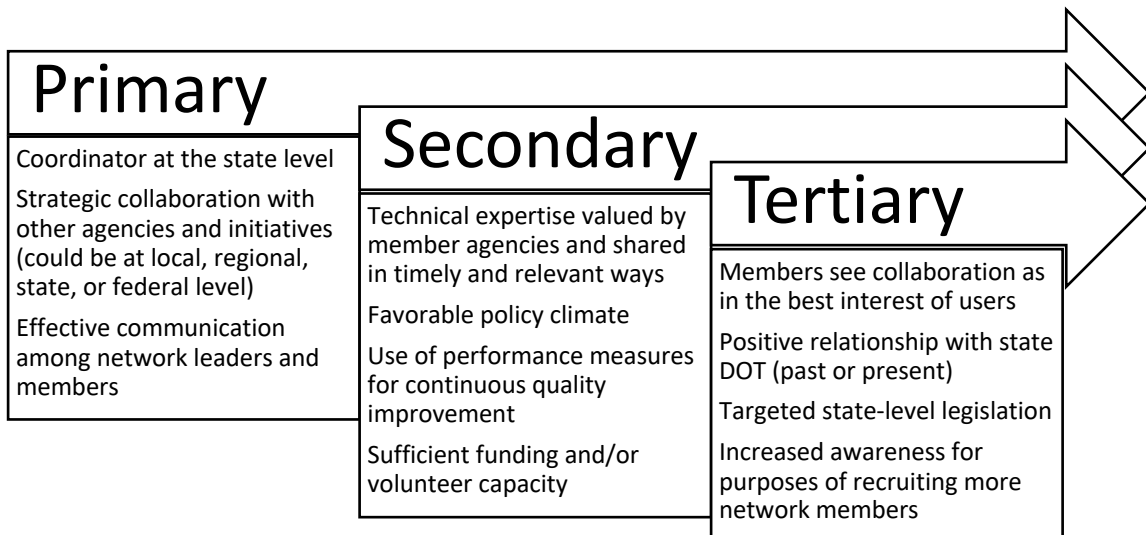 Primary
Coordinator at the state level
Strategic collaboration with
other agencies and initiatives
(could be at local, regional,
state, or federal level)
Effective communication
among network leaders and
members
Secondary
Technical expertise valued by
member agencies and shared
in timely and relevant ways
Favorable policy climate
Use of performance measures
for continuous quality
improvement
Sufficient funding and/or
volunteer capacity
Tertiary
Members see collaboration as
in the best interest of users
Positive relationship with state
DOT (past or present)
Targeted state-level legislation
Increased awareness for
purposes of recruiting more
network members